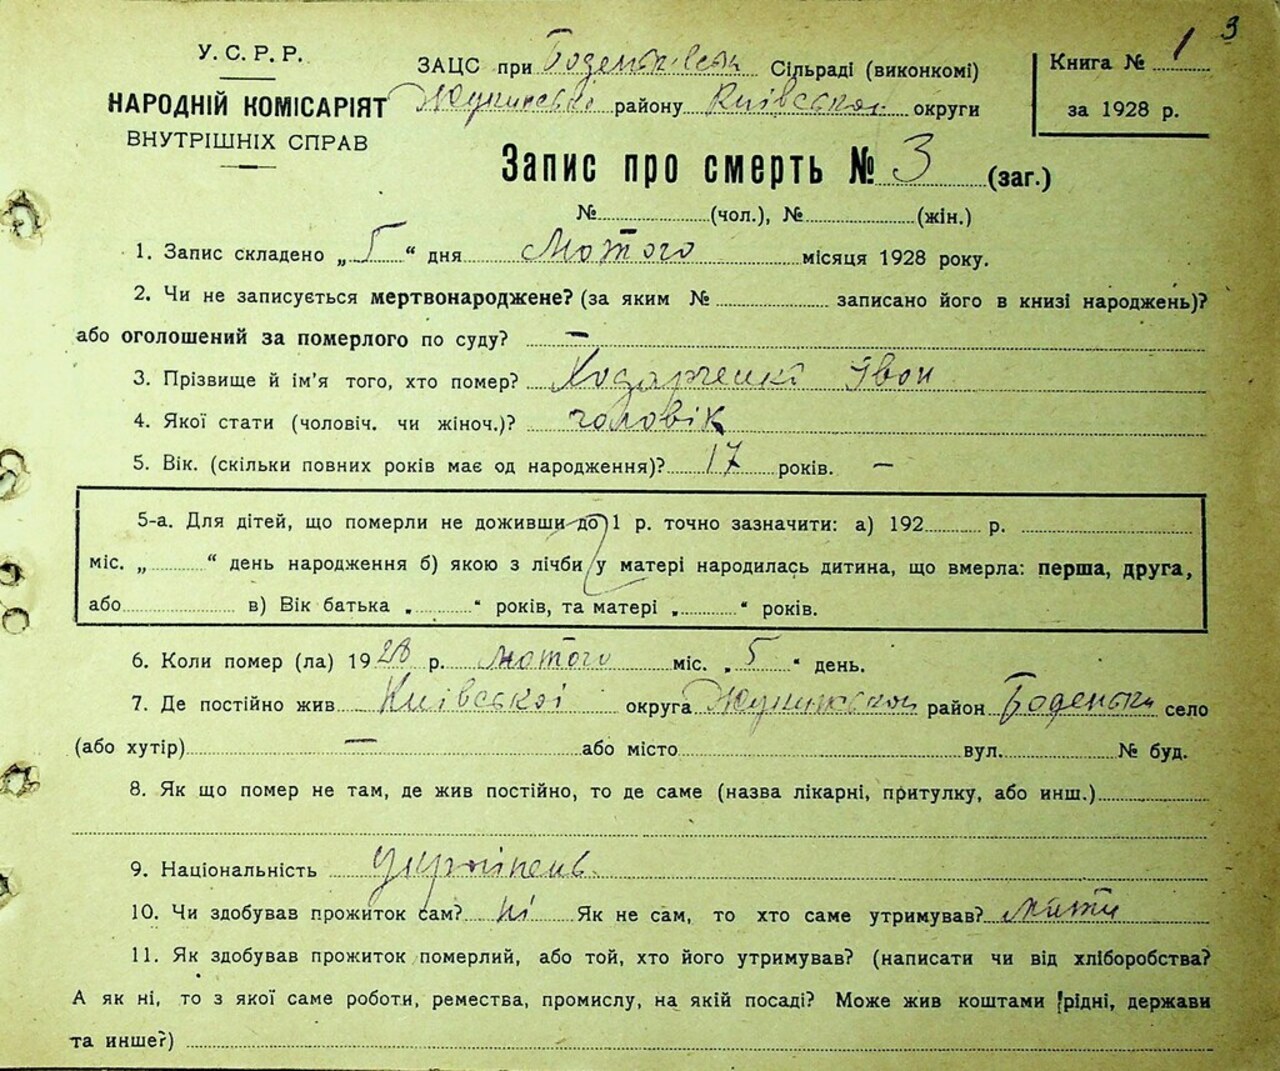 3
У. С. Р. Р.
НАРОДНІЙ КОМІСАРІЯТ
ВНУТРІШНІХ СПРАВ
ЗАЦС при Боденьківськ Сільраді (виконкомі)
району Київської округи
Книга № 1
за 1928 р.
Запис про смерть № 3 (заг.)
№ (чол.), № (жін.)
1. Запис складено „ 5 “ дня Лютого місяця 1928 року.
2. Чи не записується мертвонароджене? (за яким № записано його в книзі народжень)?
або оголошений за померлого по суду? —
3. Прізвище й ім'я того, хто помер? Іван
4. Якої стати (чоловіч. чи жіноч.)? чоловік
5. Вік. (скільки повних років має од народження)? 17 років. —
5-а. Для дітей, що померли не доживши до 1 р. точно зазначити: а) 192 р.
міс. „ “ день народження б) якою з лічби у матері народилась дитина, що вмерла: перша, друга,
або в) Вік батька „ “ років, та матері „ “ років.
6. Коли помер (ла) 1928 р. лютого міс. „ 5 “ день.
7. Де постійно жив Київської округа район Боденьки село
(або хутір) — або місто вул. № буд.
8. Як що помер не там, де жив постійно, то де саме (назва лікарні, притулку, або инш.)
9. Національність Українець.
10. Чи здобував прожиток сам? ні Як не сам, то хто саме утримував? мати
11. Як здобував прожиток померлий, або той, хто його утримував? (написати чи від хліборобства?
А як ні, то з якої саме роботи, ремества, промислу, на якій посаді? Може жив коштами рідні, держави
та инше?)